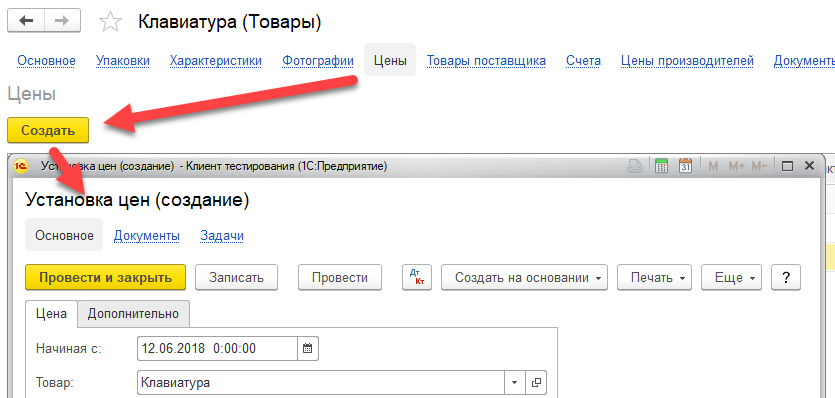 Клавиатура (Товары)
Основное Упаковки Характеристики Фотографии Цены Товары поставщика Счета Цены производителей Документы
Цены
Создать
1С Установка цен (создание) - Клиент тестирования (1С:Предприятие) 31 M M+ M-
Установка цен (создание)
Основное Документы Задачи
Провести и закрыть Записать Провести Дт Кт Создать на основании Печать Еще ?
Цена Дополнительно
Начиная с: 12.06.2018 0:00:00
Товар: Клавиатура